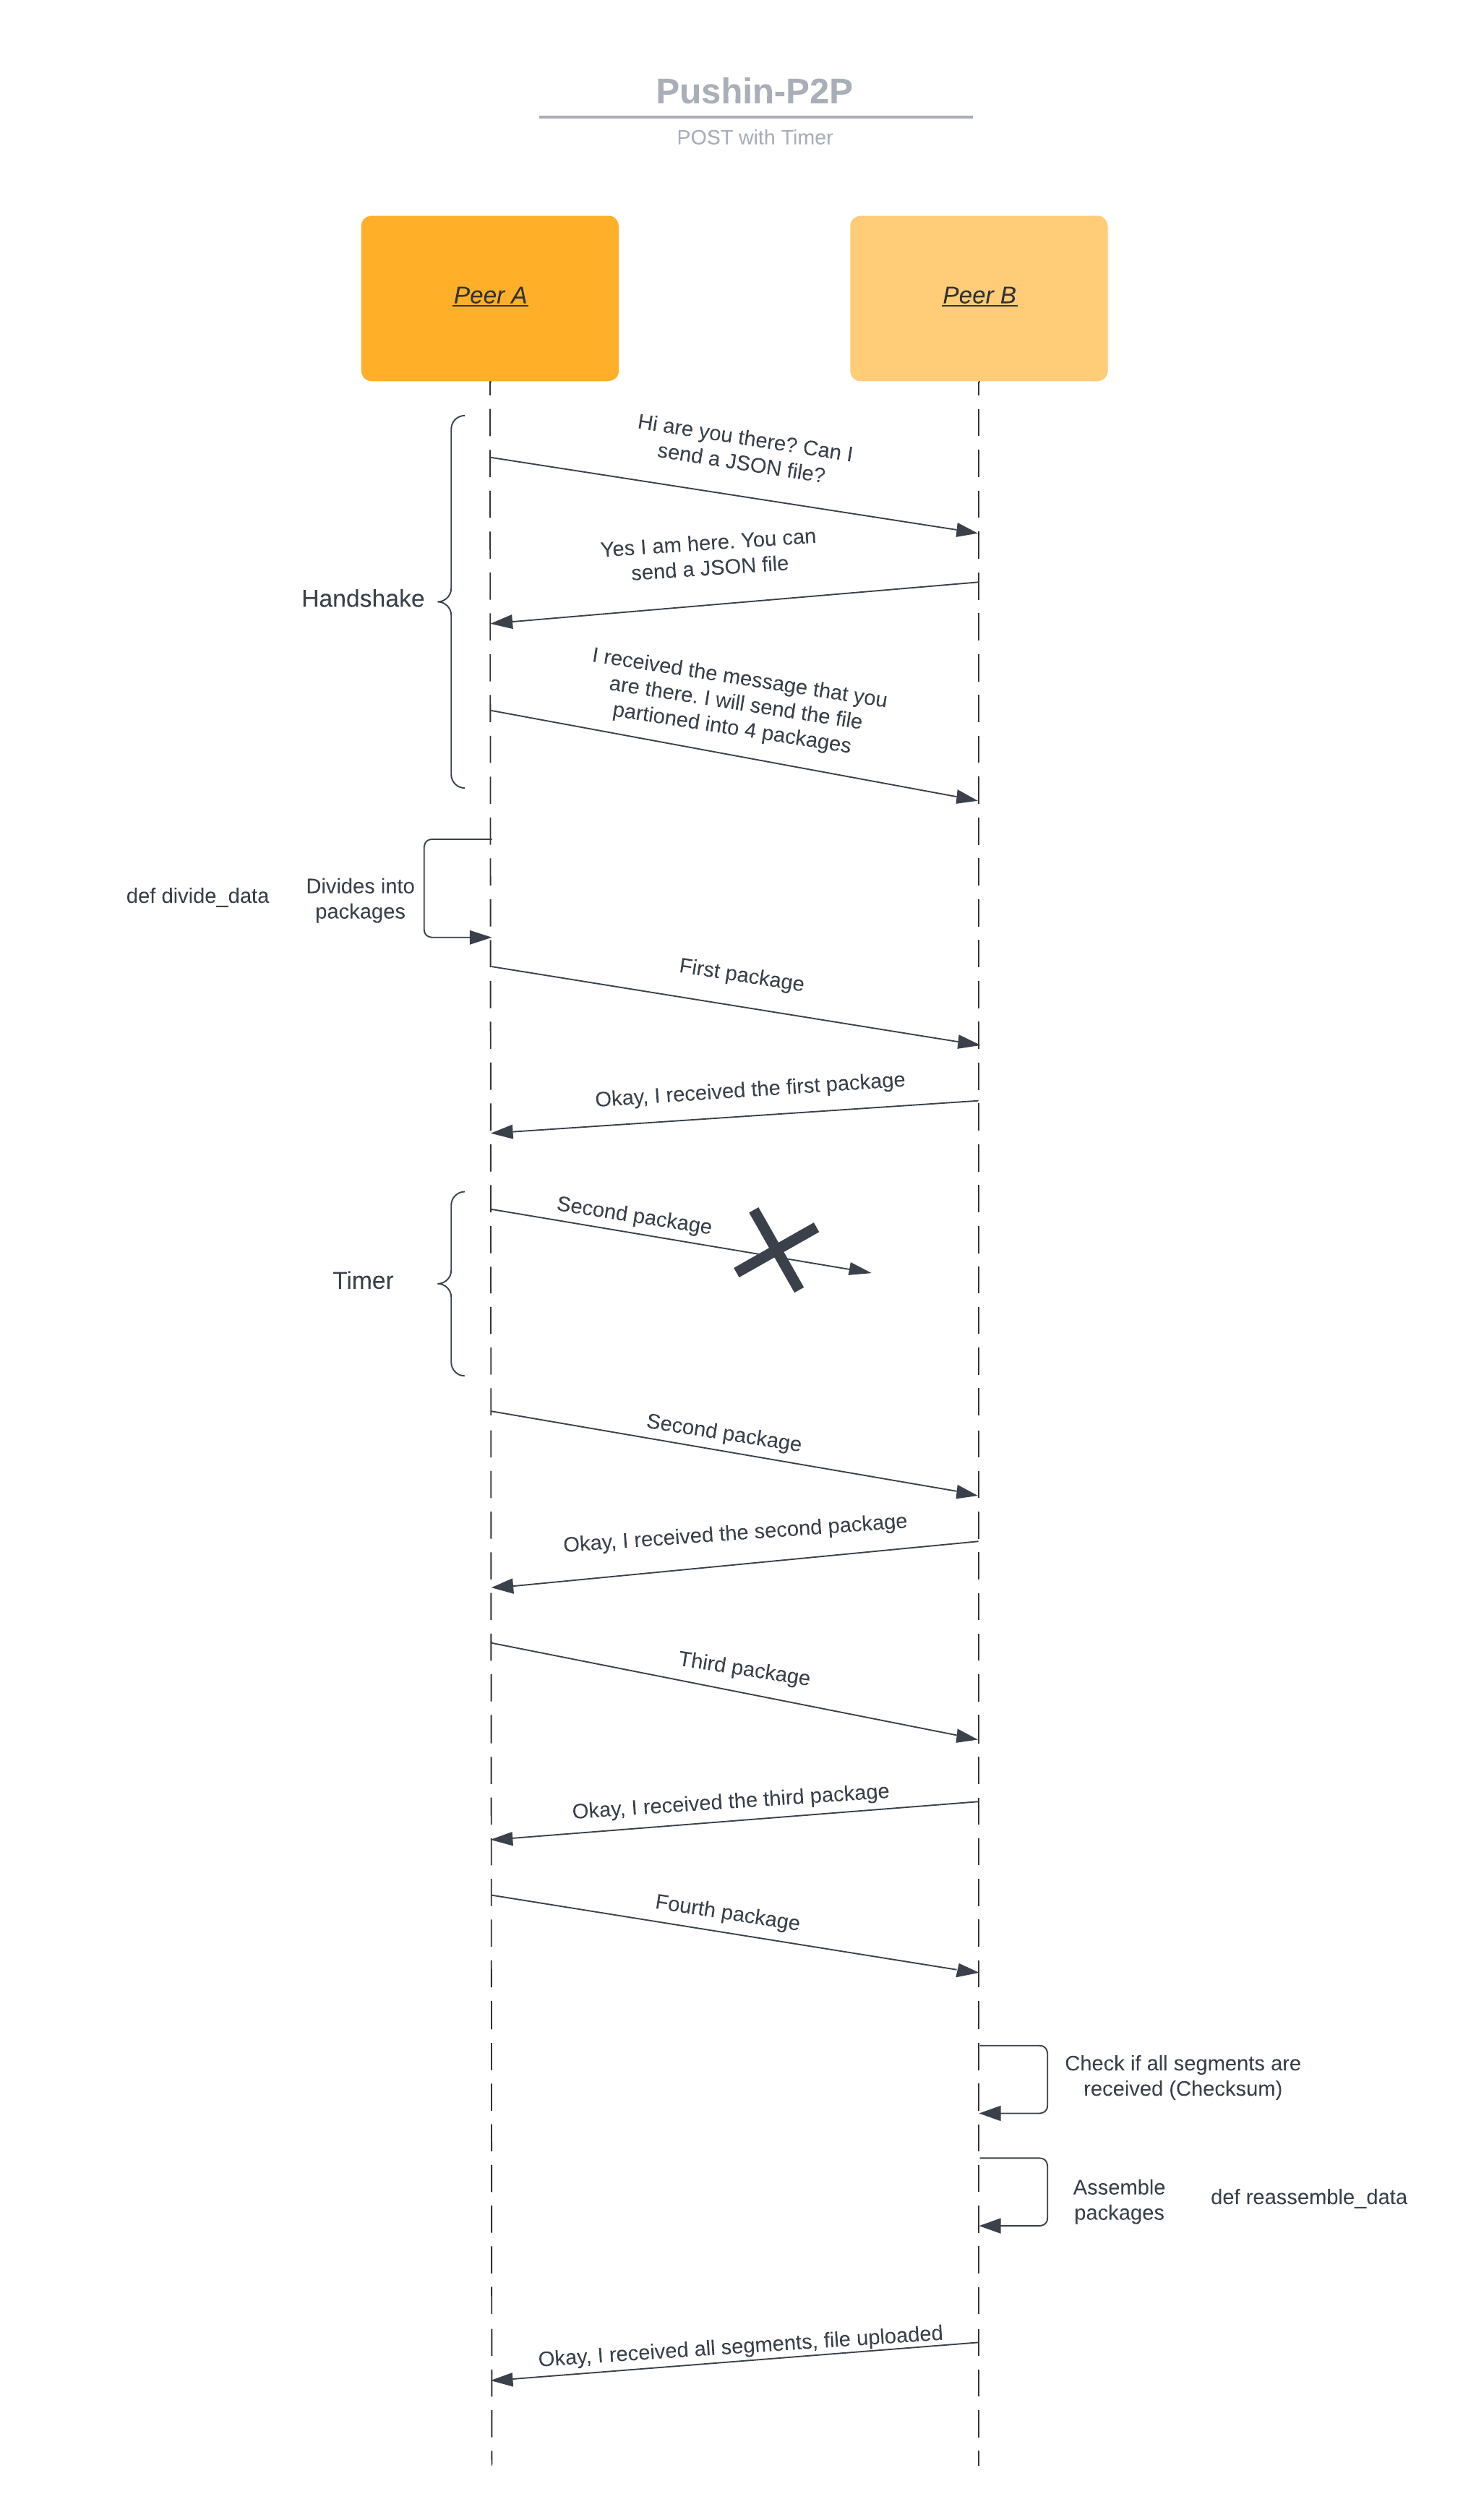 Pushin-P2P
POST with Timer
Peer A
Peer B
Hi are you there? Can I
send a JSON file?
Yes I am here. You can
send a JSON file
Handshake
I received the message that you
are there. I will send the file
partioned into 4 packages
def divide_data
Divides into
packages
First package
Okay, I received the first package
Second package
Timer
Second package
Okay, I received the second package
Third package
Okay, I received the third package
Fourth package
Check if all segments are
received (Checksum)
Assemble
packages
def reassemble_data
Okay, I received all segments, file uploaded